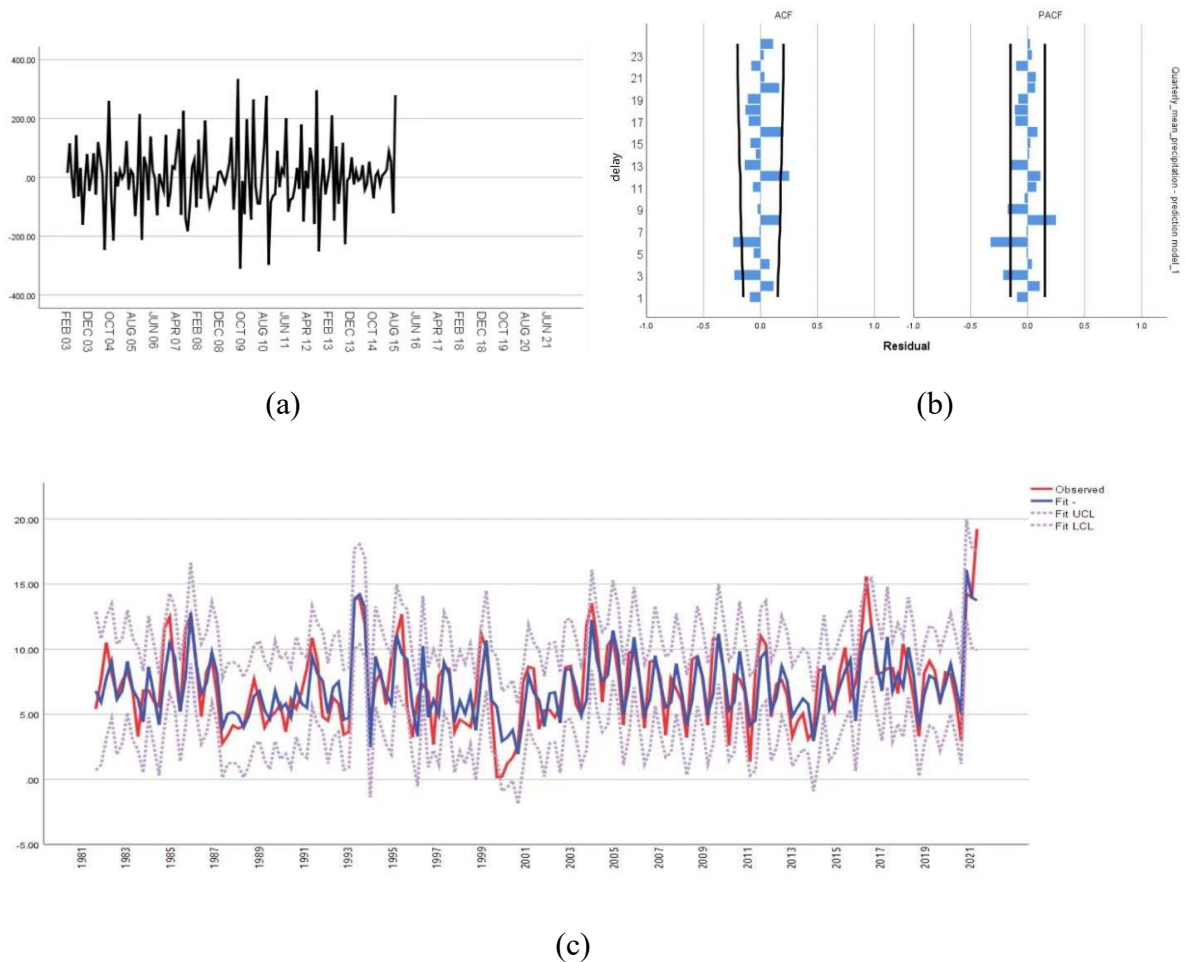 400.00
200.00
.00
-200.00
-400.00
FEB 03
DEC 03
OCT 04
AUG 05
JUN 06
APR 07
FEB 08
DEC 08
OCT 09
AUG 10
JUN 11
APR 12
FEB 13
DEC 13
OCT 14
AUG 15
JUN 16
APR 17
FEB 18
DEC 18
OCT 19
AUG 20
JUN 21
(a)
ACF
PACF
delay
23
21
19
17
15
13
11
9
7
5
3
1
-1.0 -0.5 0.0 0.5 1.0
-1.0 -0.5 0.0 0.5 1.0
Residual
Quarterly_mean_precipitation - prediction model_1
(b)
20.00
15.00
10.00
5.00
.00
-5.00
1981
1983
1985
1987
1989
1991
1993
1995
1997
1999
2001
2003
2005
2007
2009
2011
2013
2015
2017
2019
2021
Observed
Fit -
Fit UCL
Fit LCL
(c)